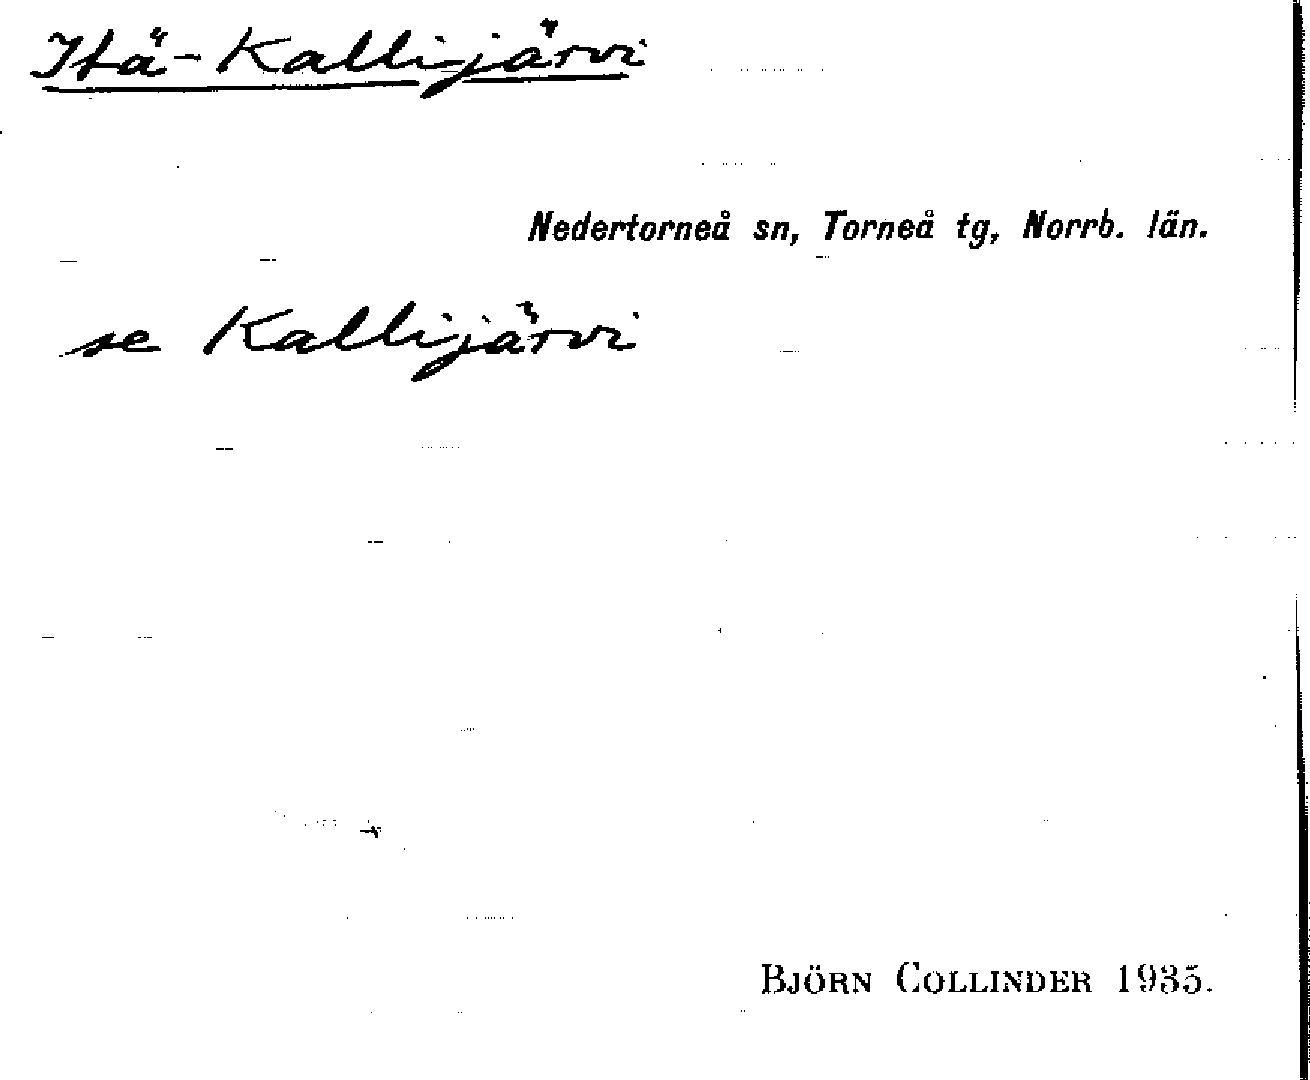 Itä-Kallijärvi
Nedertorneå sn, Torneå tg, Norrb. län.
se Kallijärvi
BJÖRN COLLINDER 1935.